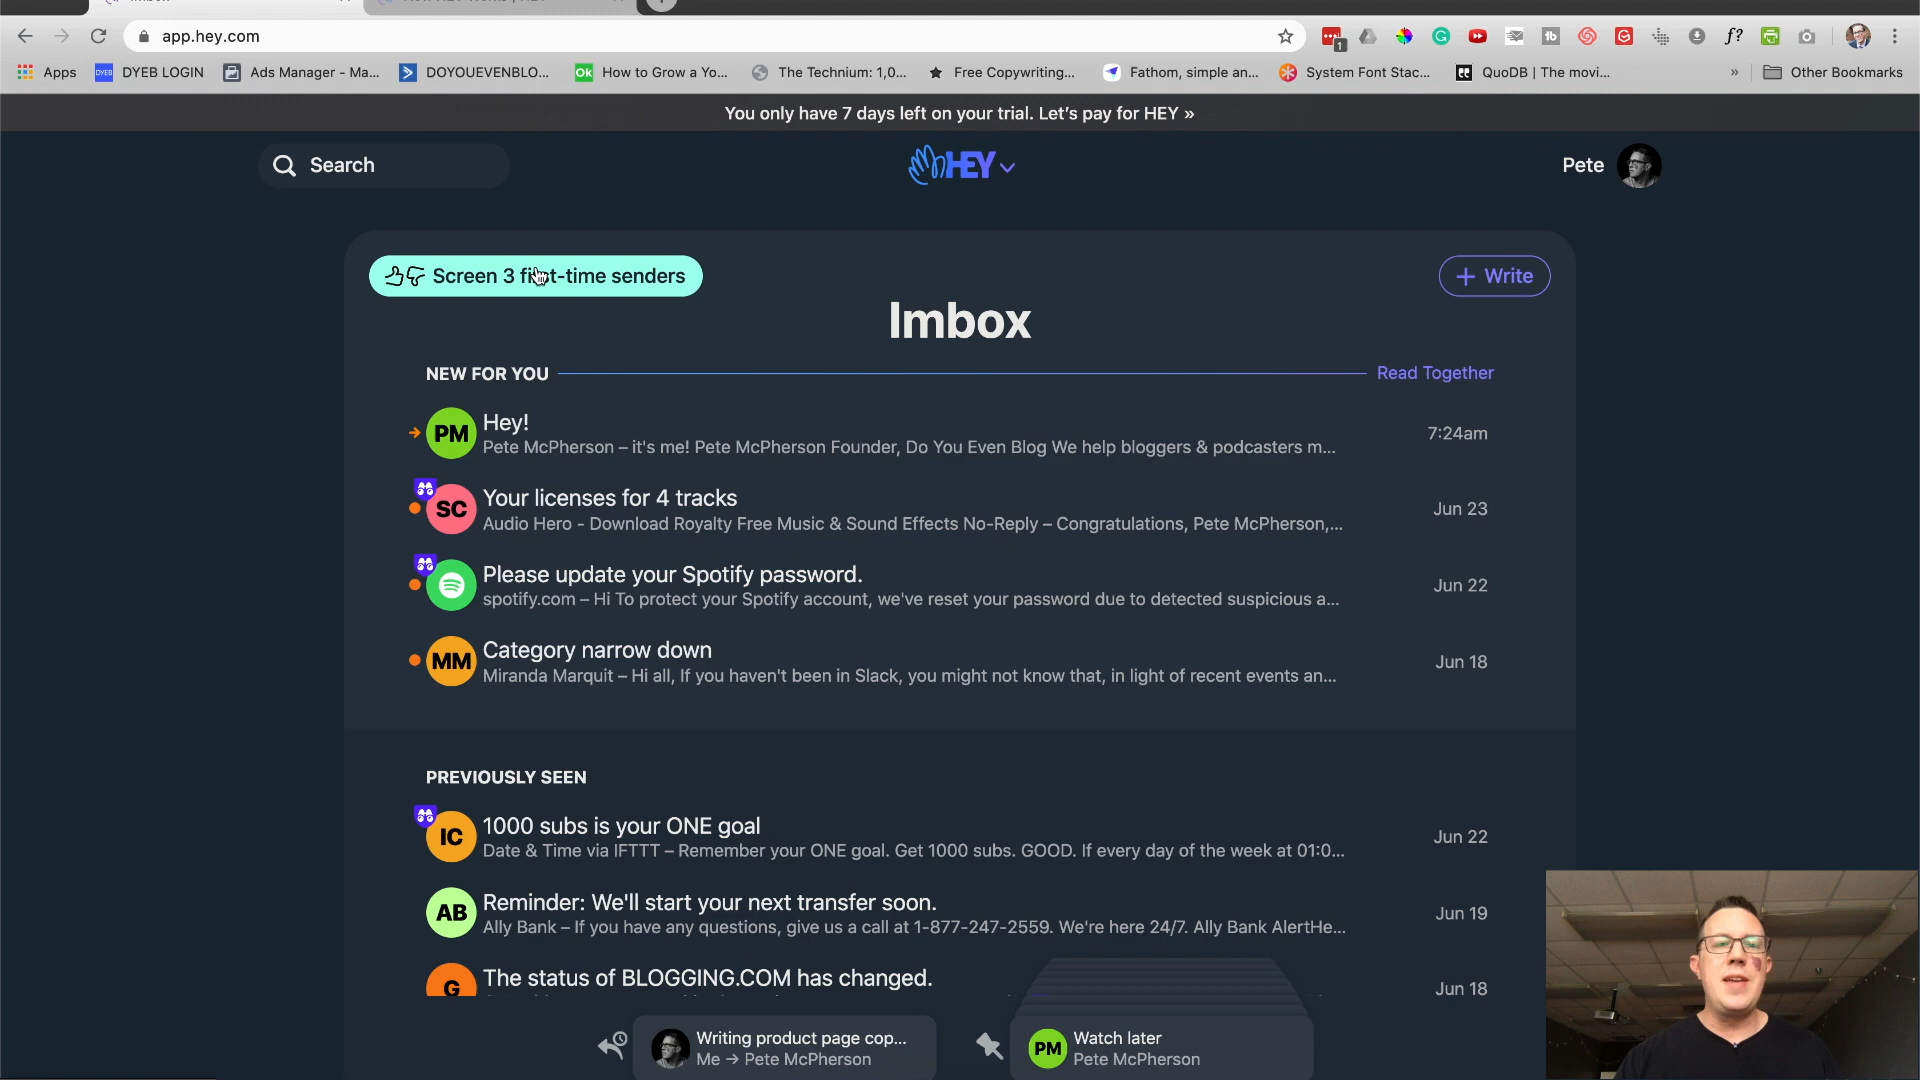 app.hey.com
1
Apps
DYEB
DYEB LOGIN
Ads Manager - Ma...
DOYOUEVENBLO...
Ok
How to Grow a Yo...
The Technium: 1,0...
Free Copywriting...
Fathom, simple an...
System Font Stac...
QuoDB | The movi...
»
Other Bookmarks
You only have 7 days left on your trial. Let's pay for HEY »
Search
HEY
Pete
Screen 3 first-time senders
+ Write
Imbox
NEW FOR YOU
Read Together
PM
Hey!
7:24am
Pete McPherson – it's me! Pete McPherson Founder, Do You Even Blog We help bloggers & podcasters m...
SC
Your licenses for 4 tracks
Jun 23
Audio Hero - Download Royalty Free Music & Sound Effects No-Reply – Congratulations, Pete McPherson,...
Please update your Spotify password.
Jun 22
spotify.com – Hi To protect your Spotify account, we've reset your password due to detected suspicious a...
MM
Category narrow down
Jun 18
Miranda Marquit – Hi all, If you haven't been in Slack, you might not know that, in light of recent events an...
PREVIOUSLY SEEN
IC
1000 subs is your ONE goal
Jun 22
Date & Time via IFTTT – Remember your ONE goal. Get 1000 subs. GOOD. If every day of the week at 01:0...
AB
Reminder: We'll start your next transfer soon.
Jun 19
Ally Bank – If you have any questions, give us a call at 1-877-247-2559. We're here 24/7. Ally Bank AlertHe...
G
The status of BLOGGING.COM has changed.
Jun 18
Writing product page cop...
Me → Pete McPherson
PM
Watch later
Pete McPherson